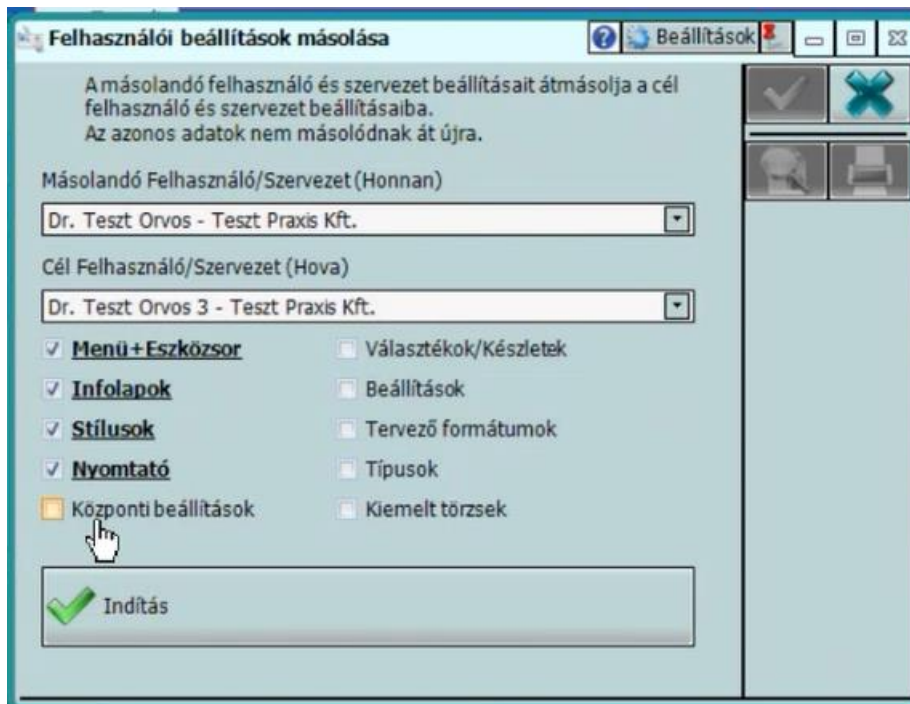 Felhasználói beállítások másolása
Beállítások
A másolandó felhasználó és szervezet beállításait átmásolja a cél
felhasználó és szervezet beállításaiba.
Az azonos adatok nem másolódnak át újra.
Másolandó Felhasználó/Szervezet (Honnan)
Dr. Teszt Orvos - Teszt Praxis Kft.
Cél Felhasználó/Szervezet (Hova)
Dr. Teszt Orvos 3 - Teszt Praxis Kft.
Menü+Eszközsor
Választékok/Készletek
Infolapok
Beállítások
Stílusok
Tervező formátumok
Nyomtató
Típusok
Központi beállítások
Kiemelt törzsek
Indítás